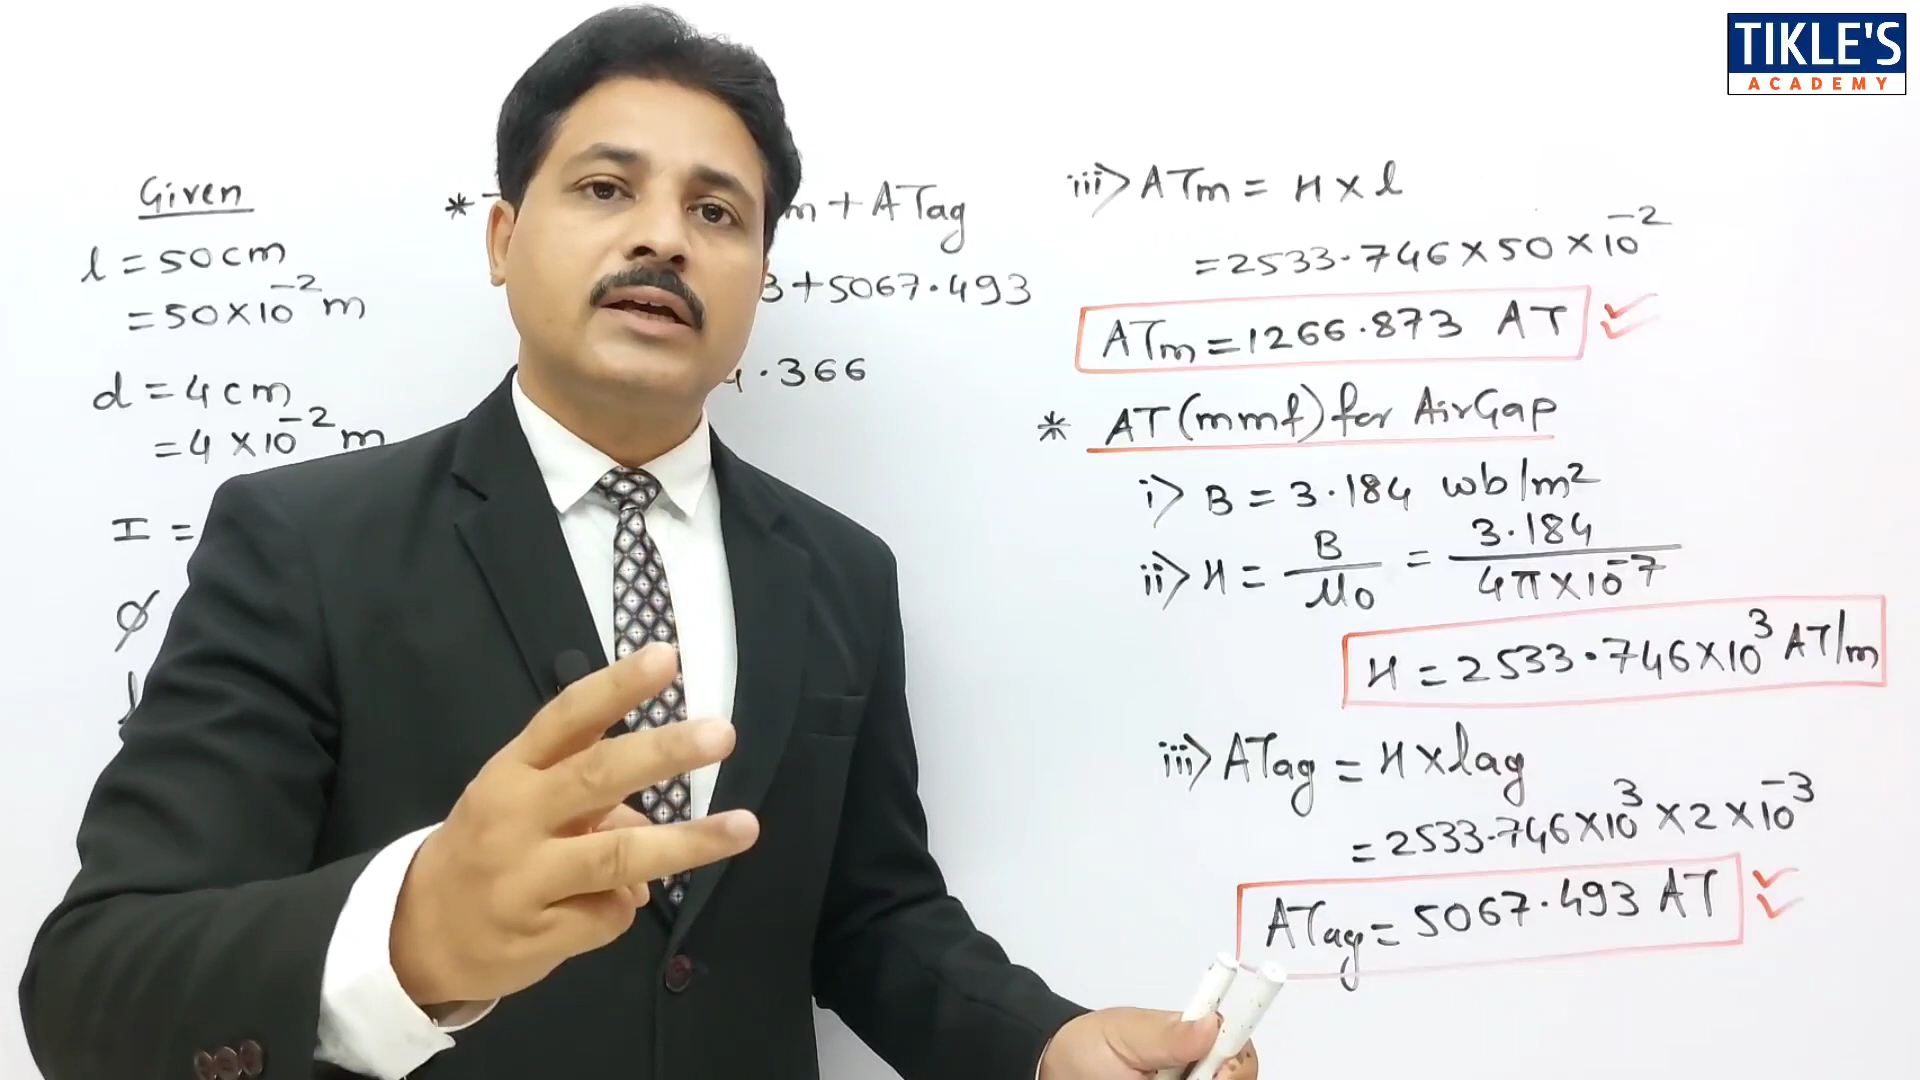 TIKLE'S
ACADEMY
Given
l = 50cm
= 50×10⁻² m
d = 4cm
= 4×10⁻² m
I =
ø
* m + ATag
3+5067.493
.366
iii> ATm = H × l
= 2533.746 × 50 × 10⁻²
ATm = 1266.873 AT
* AT (mmf) for AirGap
i> B = 3.184 wb/m²
ii> H = B/μ0 = 3.184/4π×10⁻⁷
H = 2533.746×10³ AT/m
iii> ATag = H×lag
= 2533.746×10³ ×2×10⁻³
ATag = 5067.493 AT